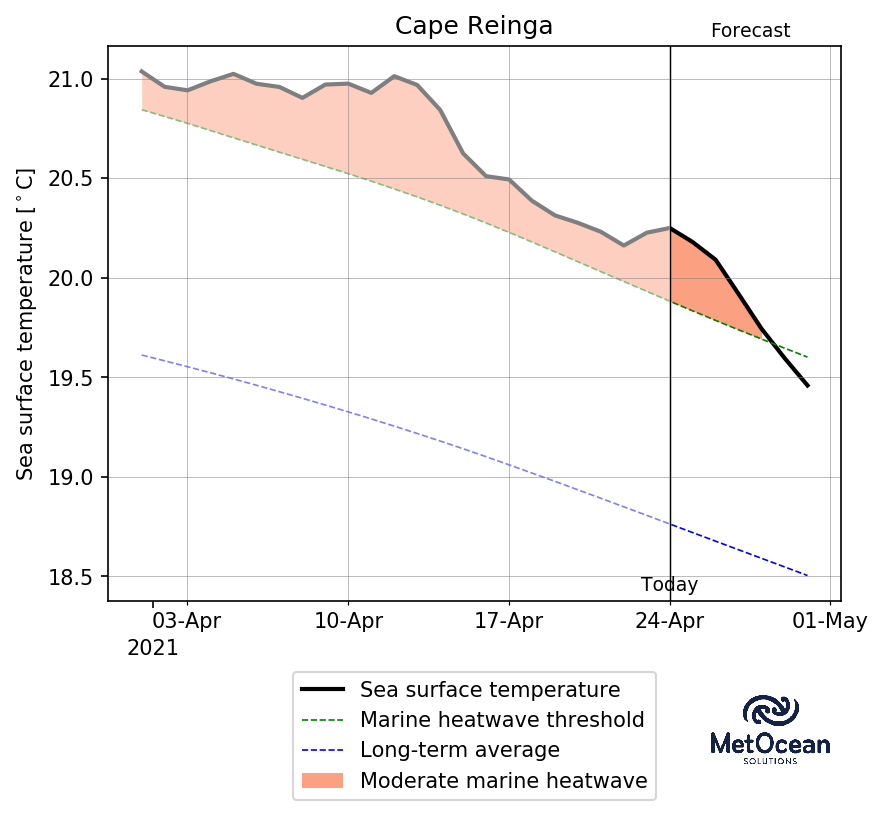 Cape Reinga
Forecast
Sea surface temperature [°C]
21.0
20.5
20.0
19.5
19.0
18.5
Today
03-Apr 10-Apr 17-Apr 24-Apr 01-May
2021
Sea surface temperature
Marine heatwave threshold
Long-term average
Moderate marine heatwave
MetOcean
SOLUTIONS